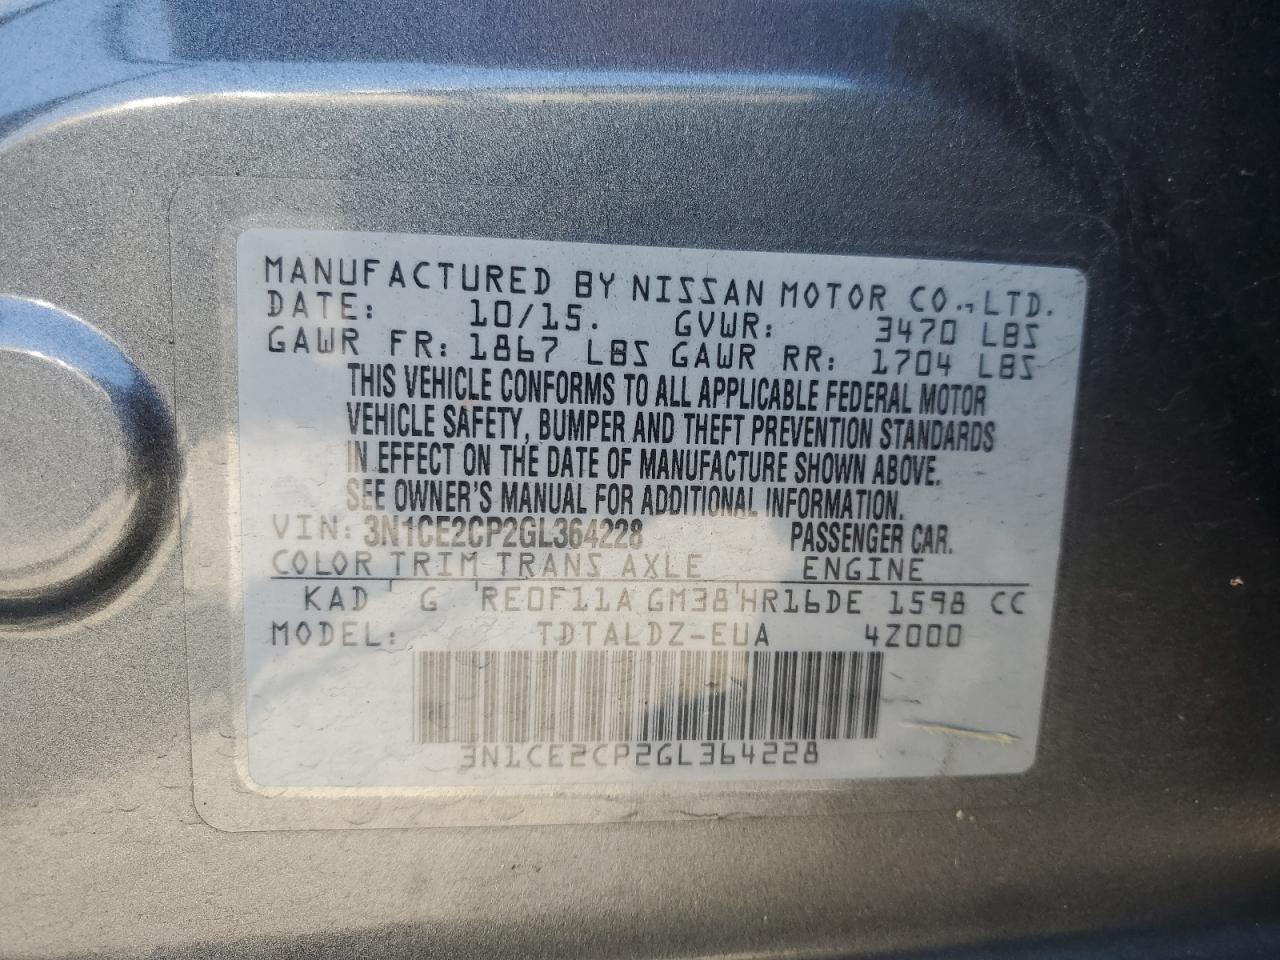 MANUFACTURED BY NISSAN MOTOR CO., LTD.
DATE: 10/15. GVWR: 3470 LBS
GAWR FR: 1867 LBS GAWR RR: 1704 LBS
THIS VEHICLE CONFORMS TO ALL APPLICABLE FEDERAL MOTOR
VEHICLE SAFETY, BUMPER AND THEFT PREVENTION STANDARDS
IN EFFECT ON THE DATE OF MANUFACTURE SHOWN ABOVE.
SEE OWNER'S MANUAL FOR ADDITIONAL INFORMATION.
VIN: 3N1CE2CP2GL364228 PASSENGER CAR.
COLOR TRIM TRANS AXLE ENGINE
KAD G RE0F11A GM38 HR16DE 1598 CC
MODEL: TDTALDZ-EUA 4Z000
3N1CE2CP2GL364228